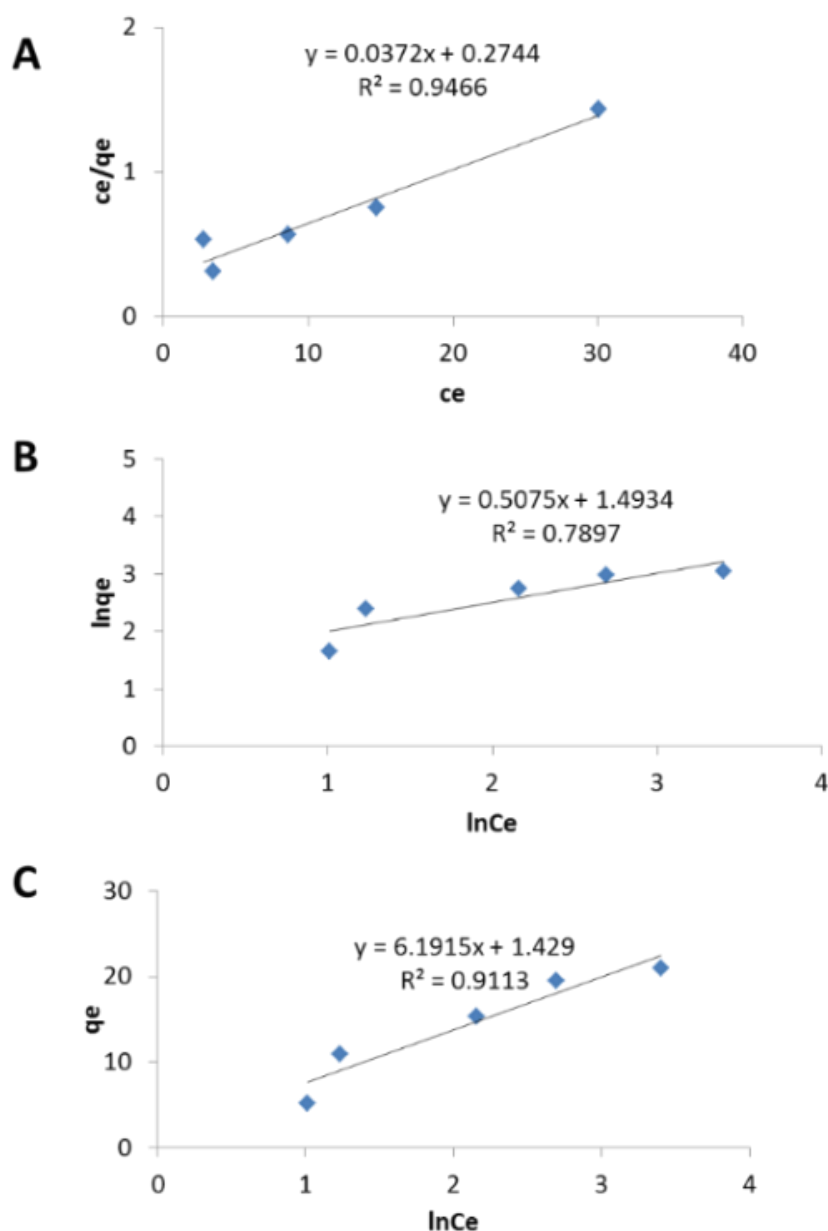 A
2
y = 0.0372x + 0.2744
R² = 0.9466
ce/qe
1
0
0 10 20 30 40
ce
B
5
y = 0.5075x + 1.4934
4
R² = 0.7897
lnqe
3
2
1
0
0 1 2 3 4
lnCe
C
30
y = 6.1915x + 1.429
R² = 0.9113
20
qe
10
0
0 1 2 3 4
lnCe